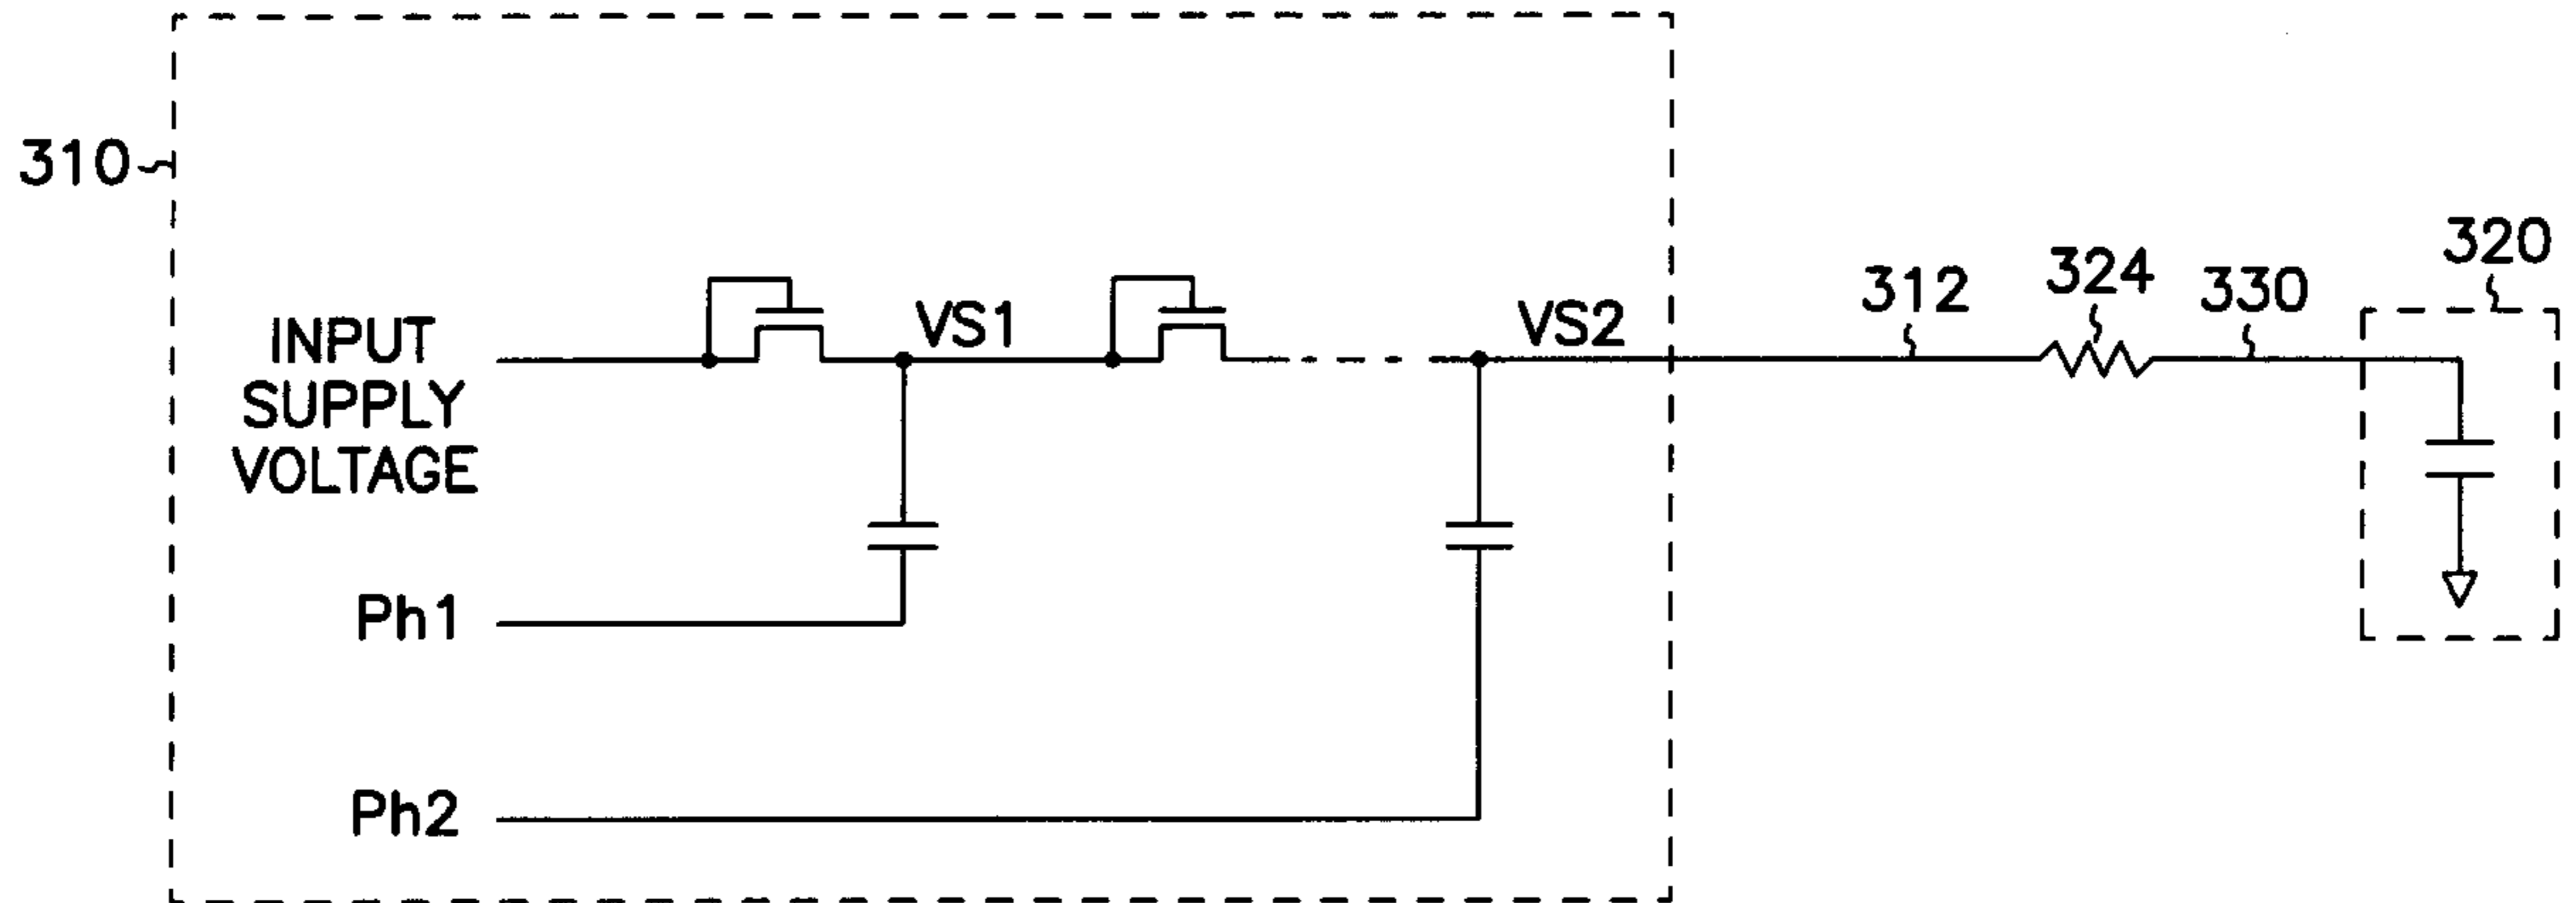 310
INPUT
SUPPLY
VOLTAGE
VS1
VS2
312
324
330
320
Ph1
Ph2